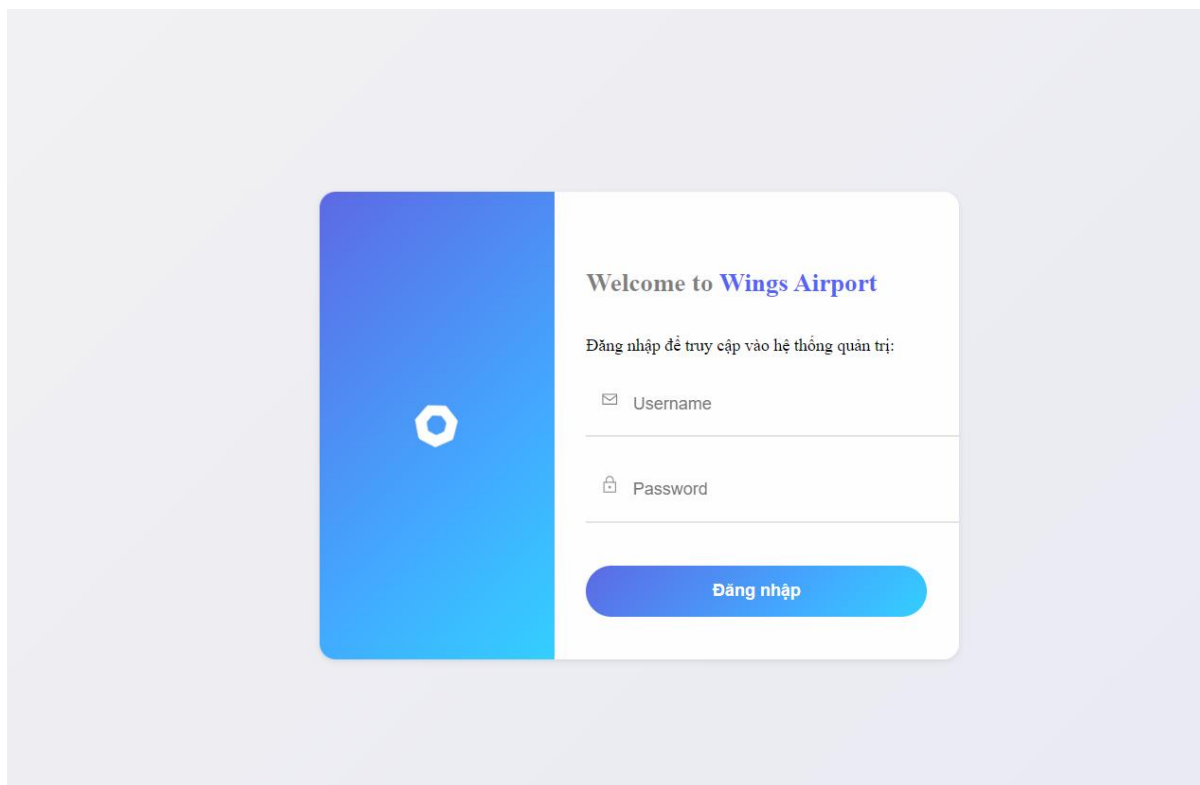 Welcome to Wings Airport
Đăng nhập để truy cập vào hệ thống quản trị:
Username
Password
Đăng nhập